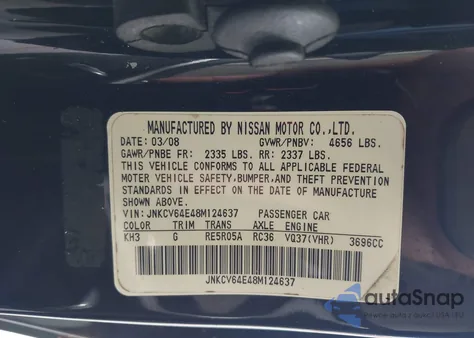 MANUFACTURED BY NISSAN MOTOR CO.,LTD.
DATE: 03/08 GVWR/PNBV: 4656 LBS.
GAWR/PNBE FR: 2335 LBS. RR: 2337 LBS.
THIS VEHICLE CONFORMS TO ALL APPLICABLE FEDERAL
MOTOR VEHICLE SAFETY,BUMPER,AND THEFT PREVENTION
STANDARDS IN EFFECT ON THE DATE OF MANUFACTURE
SHOWN ABOVE.
VIN: JNKCV64E48M124637 PASSENGER CAR
COLOR TRIM TRANS AXLE ENGINE
KH3 G RE5R05A RC36 VQ37(VHR) 3696CC
JNKCV64E48M124637
autoSnap